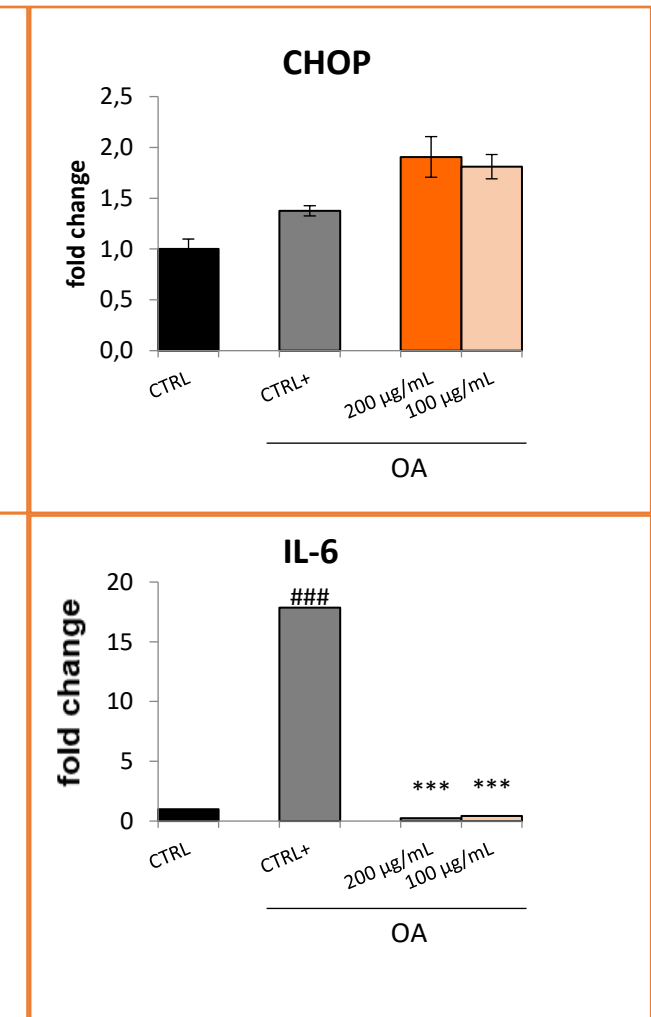 CHOP
fold change
2,5
2,0
1,5
1,0
0,5
0,0
CTRL
CTRL+
200 µg/mL
100 µg/mL
OA
IL-6
fold change
20
15
10
5
0
###
***
***
CTRL
CTRL+
200 µg/mL
100 µg/mL
OA